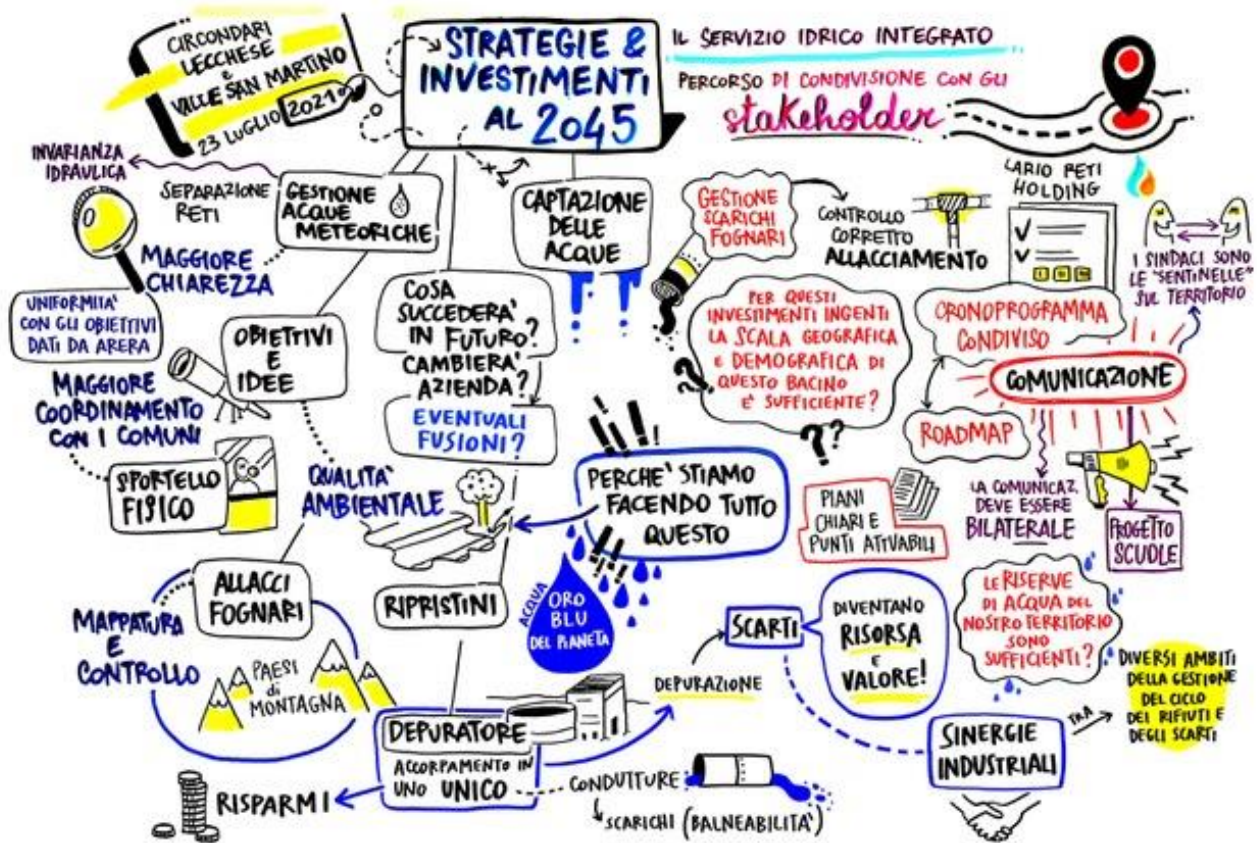 CIRCONDARI
LECCHESE
e
VALLE SAN MARTINO
23 LUGLIO 2021
STRATEGIE &
INVESTIMENTI
AL 2045
IL SERVIZIO IDRICO INTEGRATO
PERCORSO DI CONDIVISIONE CON GLI
stakeholder
INVARIANZA
IDRAULICA
SEPARAZIONE
RETI
GESTIONE
ACQUE
METEORICHE
MAGGIORE
CHIAREZZA
CAPTAZIONE
DELLE
ACQUE
GESTIONE
SCARICHI
FOGNARI
CONTROLLO
CORRETTO
ALLACCIAMENTO
LARIO RETI
HOLDING
I SINDACI SONO
LE "SENTINELLE"
SUL TERRITORIO
UNIFORMITA'
CON GLI OBIETTIVI
DATI DA ARERA
OBIETTIVI
E
IDEE
COSA
SUCCEDERA'
IN FUTURO?
CAMBIERA'
AZIENDA?
EVENTUALI
FUSIONI?
PER QUESTI
INVESTIMENTI INGENTI
LA SCALA GEOGRAFICA
E DEMOGRAFICA DI
QUESTO BACINO
E' SUFFICIENTE?
??
??
CRONOPROGRAMMA
CONDIVISO
COMUNICAZIONE
ROADMAP
MAGGIORE
COORDINAMENTO
CON I COMUNI
SPORTELLO
FISICO
QUALITA'
AMBIENTALE
PERCHE' STIAMO
FACENDO TUTTO
QUESTO
PIANI
CHIARI E
PUNTI ATTUABILI
LA COMUNICAZ.
DEVE ESSERE
BILATERALE
PROGETTO
SCUOLE
ALLACCI
FOGNARI
MAPPATURA
E
CONTROLLO
PAESI
di
MONTAGNA
RIPRISTINI
ACQUA
ORO
BLU
DEL PIANETA
SCARTI
DIVENTANO
RISORSA
E
VALORE!
LE RISERVE
DI ACQUA DEL
NOSTRO TERRITORIO
SONO
SUFFICIENTI?
DEPURAZIONE
DEPURATORE
ACCORPAMENTO IN
UNO UNICO
RISPARMI
CONDUTTURE
SCARICHI (BALNEABILITA')
SINERGIE
INDUSTRIALI
TRA
DIVERSI AMBITI
DELLA GESTIONE
DEL CICLO
DEI RIFIUTI E
DEGLI SCARTI